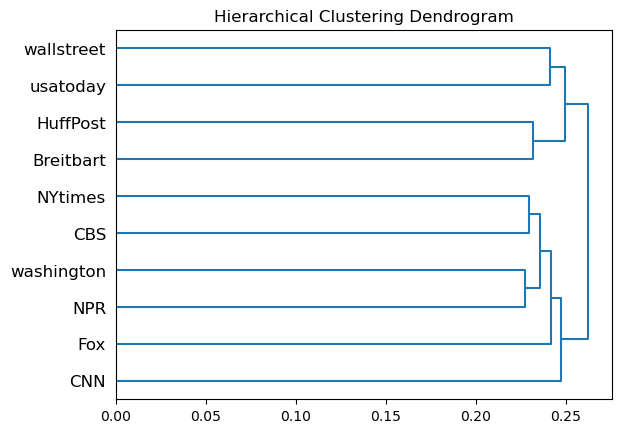 Hierarchical Clustering Dendrogram
wallstreet
usatoday
HuffPost
Breitbart
NYtimes
CBS
washington
NPR
Fox
CNN
0.00 0.05 0.10 0.15 0.20 0.25